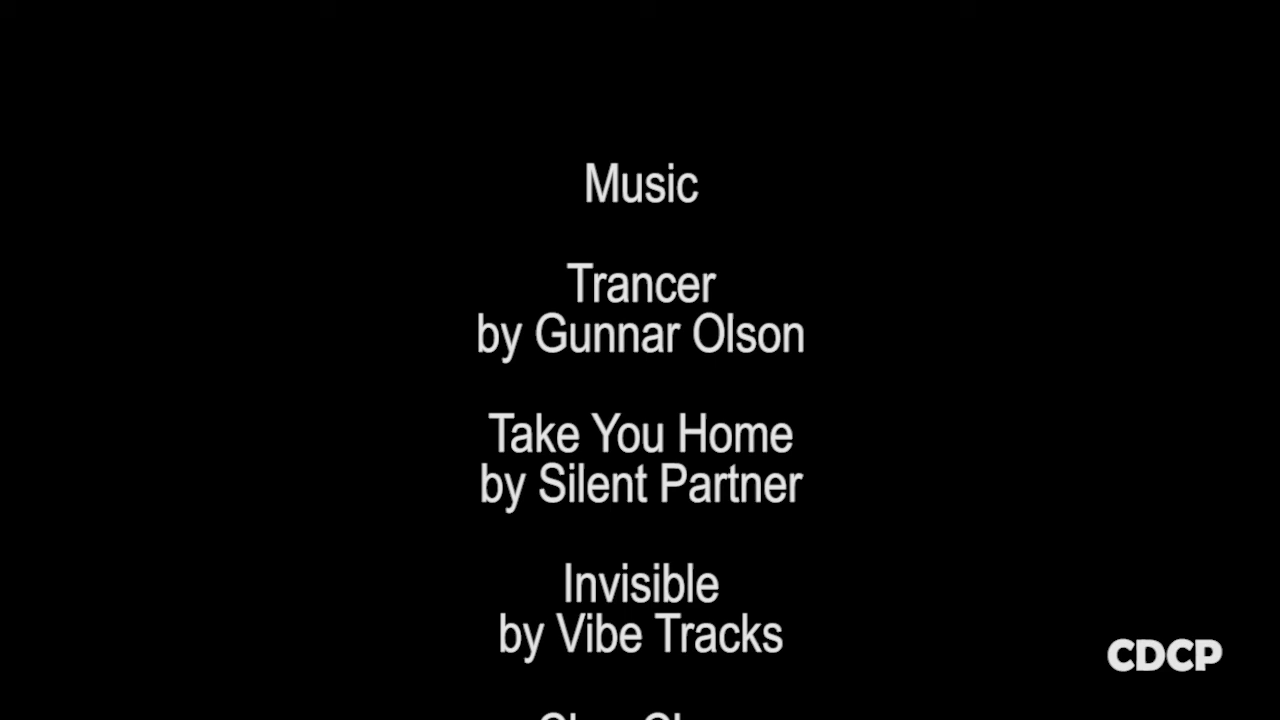 Music
Trancer
by Gunnar Olson
Take You Home
by Silent Partner
Invisible
by Vibe Tracks
CDCP